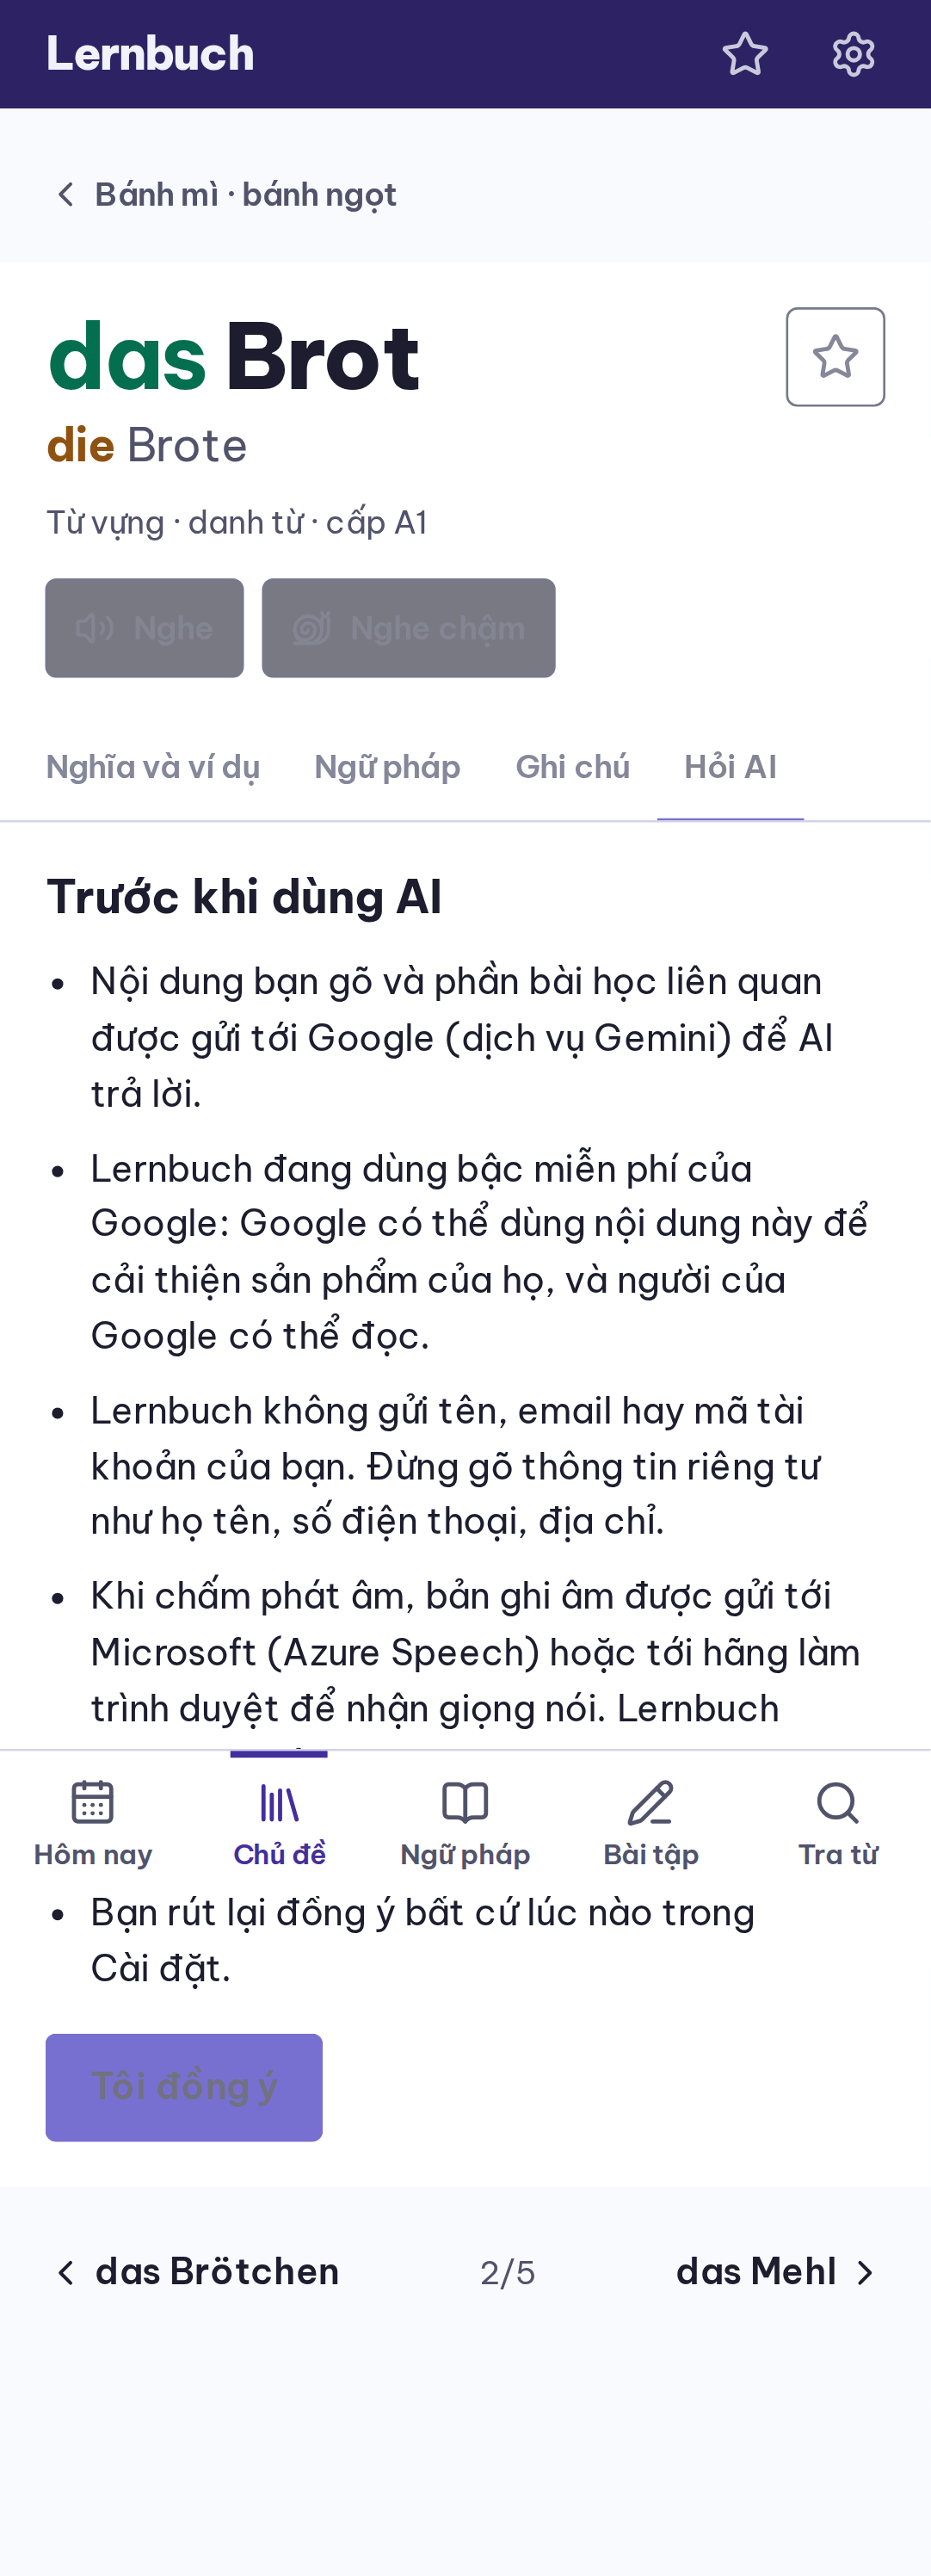 Lernbuch
Bánh mì · bánh ngọt
das Brot
die Brote
Từ vựng · danh từ · cấp A1
Nghe
Nghe chậm
Nghĩa và ví dụ
Ngữ pháp
Ghi chú
Hỏi AI
Trước khi dùng AI
• Nội dung bạn gõ và phần bài học liên quan
được gửi tới Google (dịch vụ Gemini) để AI
trả lời.
• Lernbuch đang dùng bậc miễn phí của
Google: Google có thể dùng nội dung này để
cải thiện sản phẩm của họ, và người của
Google có thể đọc.
• Lernbuch không gửi tên, email hay mã tài
khoản của bạn. Đừng gõ thông tin riêng tư
như họ tên, số điện thoại, địa chỉ.
• Khi chấm phát âm, bản ghi âm được gửi tới
Microsoft (Azure Speech) hoặc tới hãng làm
trình duyệt để nhận giọng nói. Lernbuch
Hôm nay
Chủ đề
Ngữ pháp
Bài tập
Tra từ
• Bạn rút lại đồng ý bất cứ lúc nào trong
Cài đặt.
Tôi đồng ý
das Brötchen
2/5
das Mehl